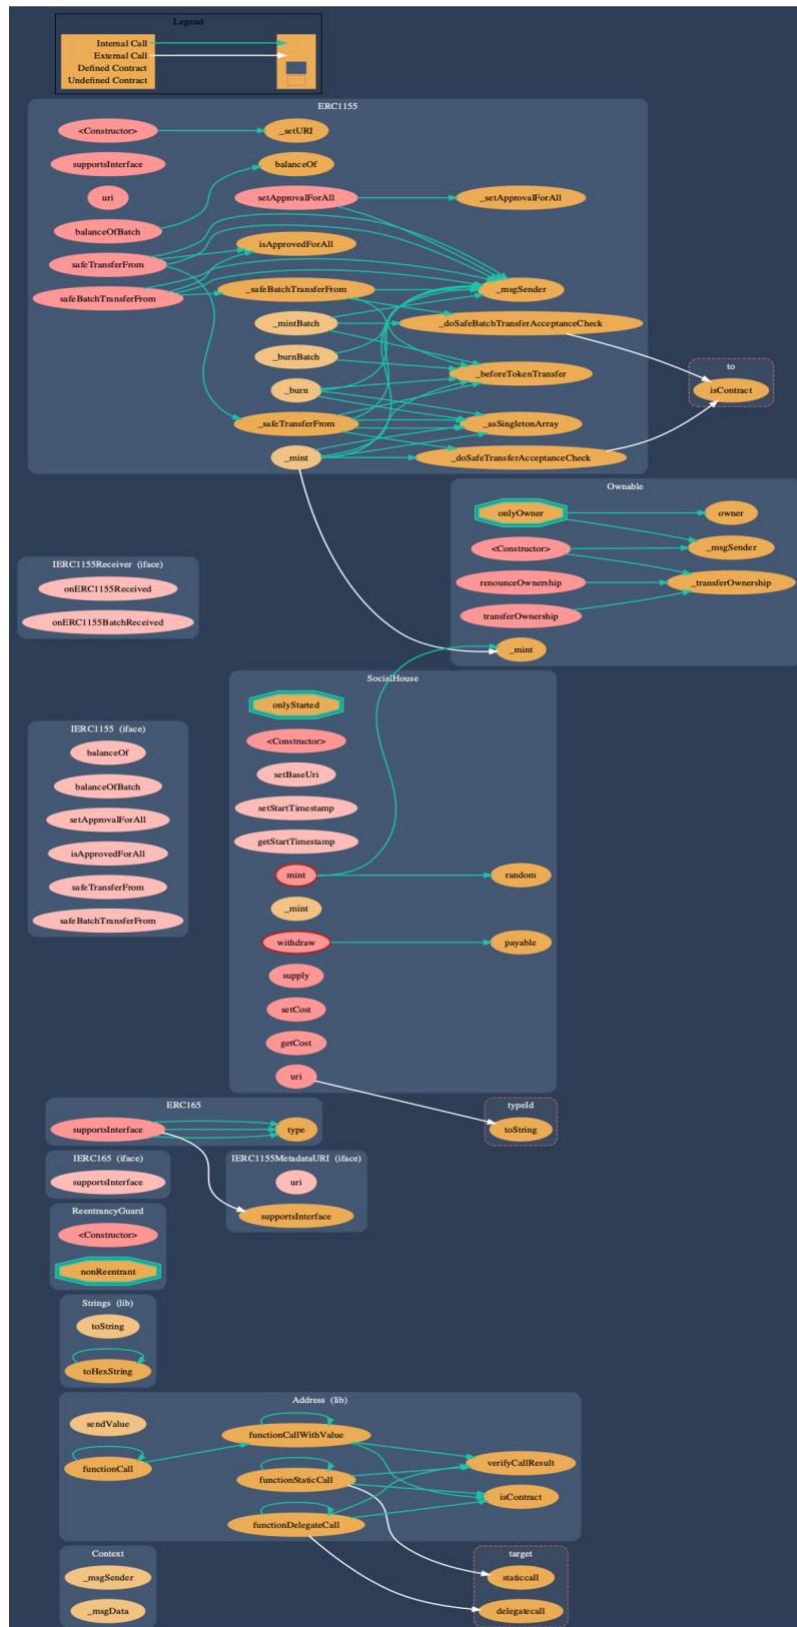 Legend
Internal Call
External Call
Defined Contract
Undefined Contract
ERC1155
<Constructor>
_setURI
supportsInterface
balanceOf
uri
setApprovalForAll
_setApprovalForAll
balanceOfBatch
isApprovedForAll
safeTransferFrom
safeBatchTransferFrom
_safeBatchTransferFrom
_msgSender
_mintBatch
_doSafeBatchTransferAcceptanceCheck
_burnBatch
_beforeTokenTransfer
_burn
_safeTransferFrom
_asSingletonArray
_mint
_doSafeTransferAcceptanceCheck
to
isContract
Ownable
onlyOwner
owner
<Constructor>
_msgSender
renounceOwnership
_transferOwnership
transferOwnership
_mint
IERC1155Receiver (iface)
onERC1155Received
onERC1155BatchReceived
SocialHouse
onlyStarted
<Constructor>
setBaseUri
setStartTimestamp
getStartTimestamp
mint
random
_mint
withdraw
payable
supply
setCost
getCost
uri
IERC1155 (iface)
balanceOf
balanceOfBatch
setApprovalForAll
isApprovedForAll
safeTransferFrom
safeBatchTransferFrom
ERC165
supportsInterface
type
typeId
toString
IERC165 (iface)
supportsInterface
IERC1155MetadataURI (iface)
uri
supportsInterface
ReentrancyGuard
<Constructor>
nonReentrant
Strings (lib)
toString
toHexString
Address (lib)
sendValue
functionCallWithValue
functionCall
verifyCallResult
functionStaticCall
isContract
functionDelegateCall
Context
_msgSender
_msgData
target
staticcall
delegatecall